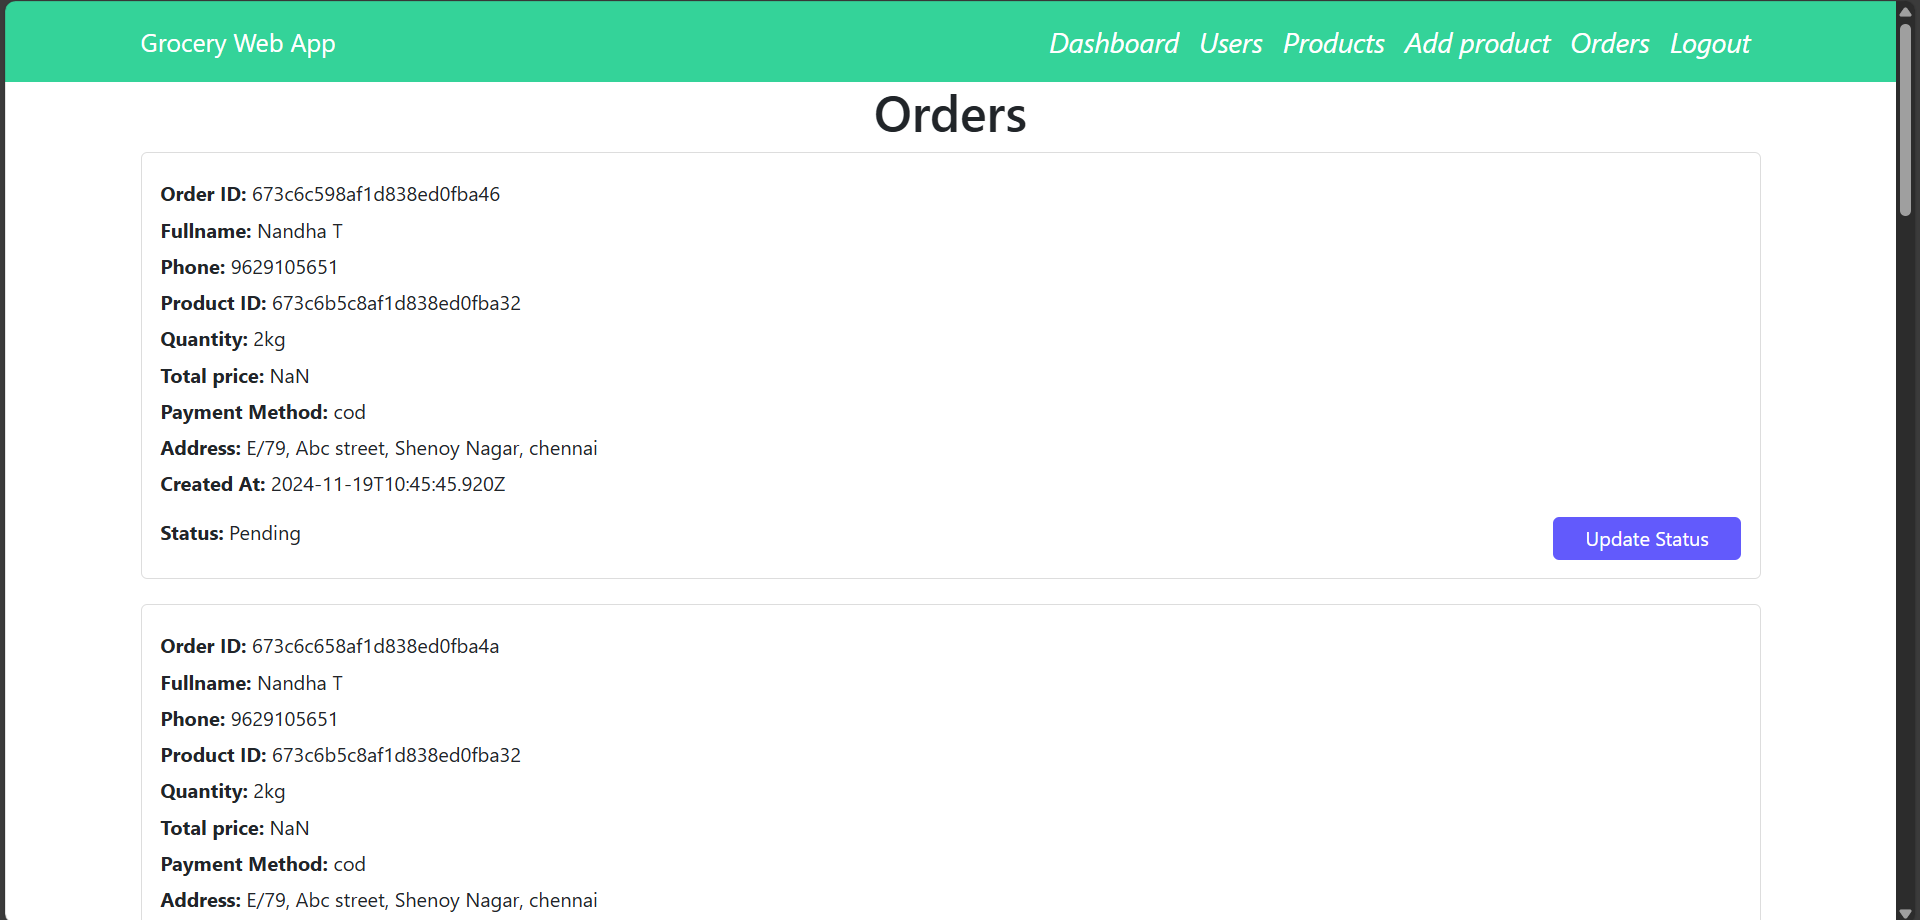 Grocery Web App Dashboard Users Products Add product Orders Logout
Orders
Order ID: 673c6c598af1d838ed0fba46
Fullname: Nandha T
Phone: 9629105651
Product ID: 673c6b5c8af1d838ed0fba32
Quantity: 2kg
Total price: NaN
Payment Method: cod
Address: E/79, Abc street, Shenoy Nagar, chennai
Created At: 2024-11-19T10:45:45.920Z
Status: Pending
Update Status
Order ID: 673c6c658af1d838ed0fba4a
Fullname: Nandha T
Phone: 9629105651
Product ID: 673c6b5c8af1d838ed0fba32
Quantity: 2kg
Total price: NaN
Payment Method: cod
Address: E/79, Abc street, Shenoy Nagar, chennai